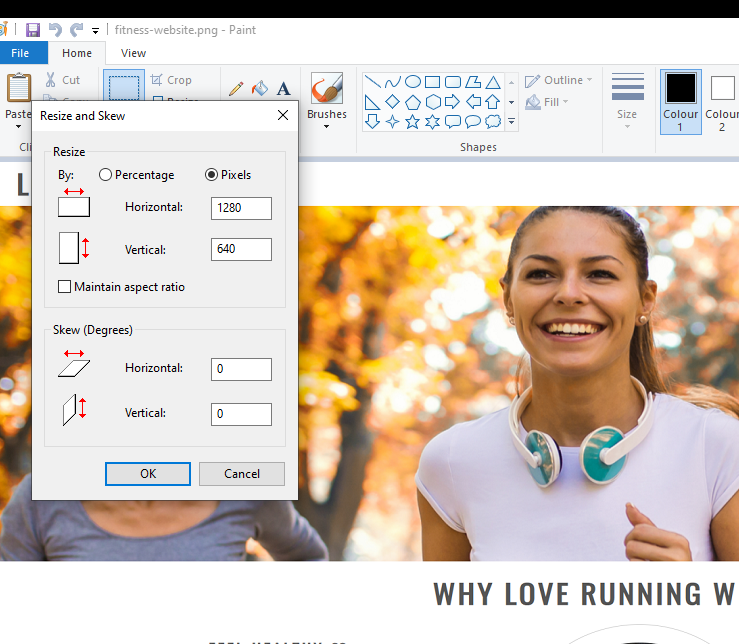 fitness-website.png - Paint
File Home View
Cut Crop
Paste
Brushes
Outline
Fill
Shapes
Size
Colour
1
Colour
2
Resize and Skew
Resize
By: Percentage Pixels
Horizontal: 1280
Vertical: 640
Maintain aspect ratio
Skew (Degrees)
Horizontal: 0
Vertical: 0
OK Cancel
L
WHY LOVE RUNNING W